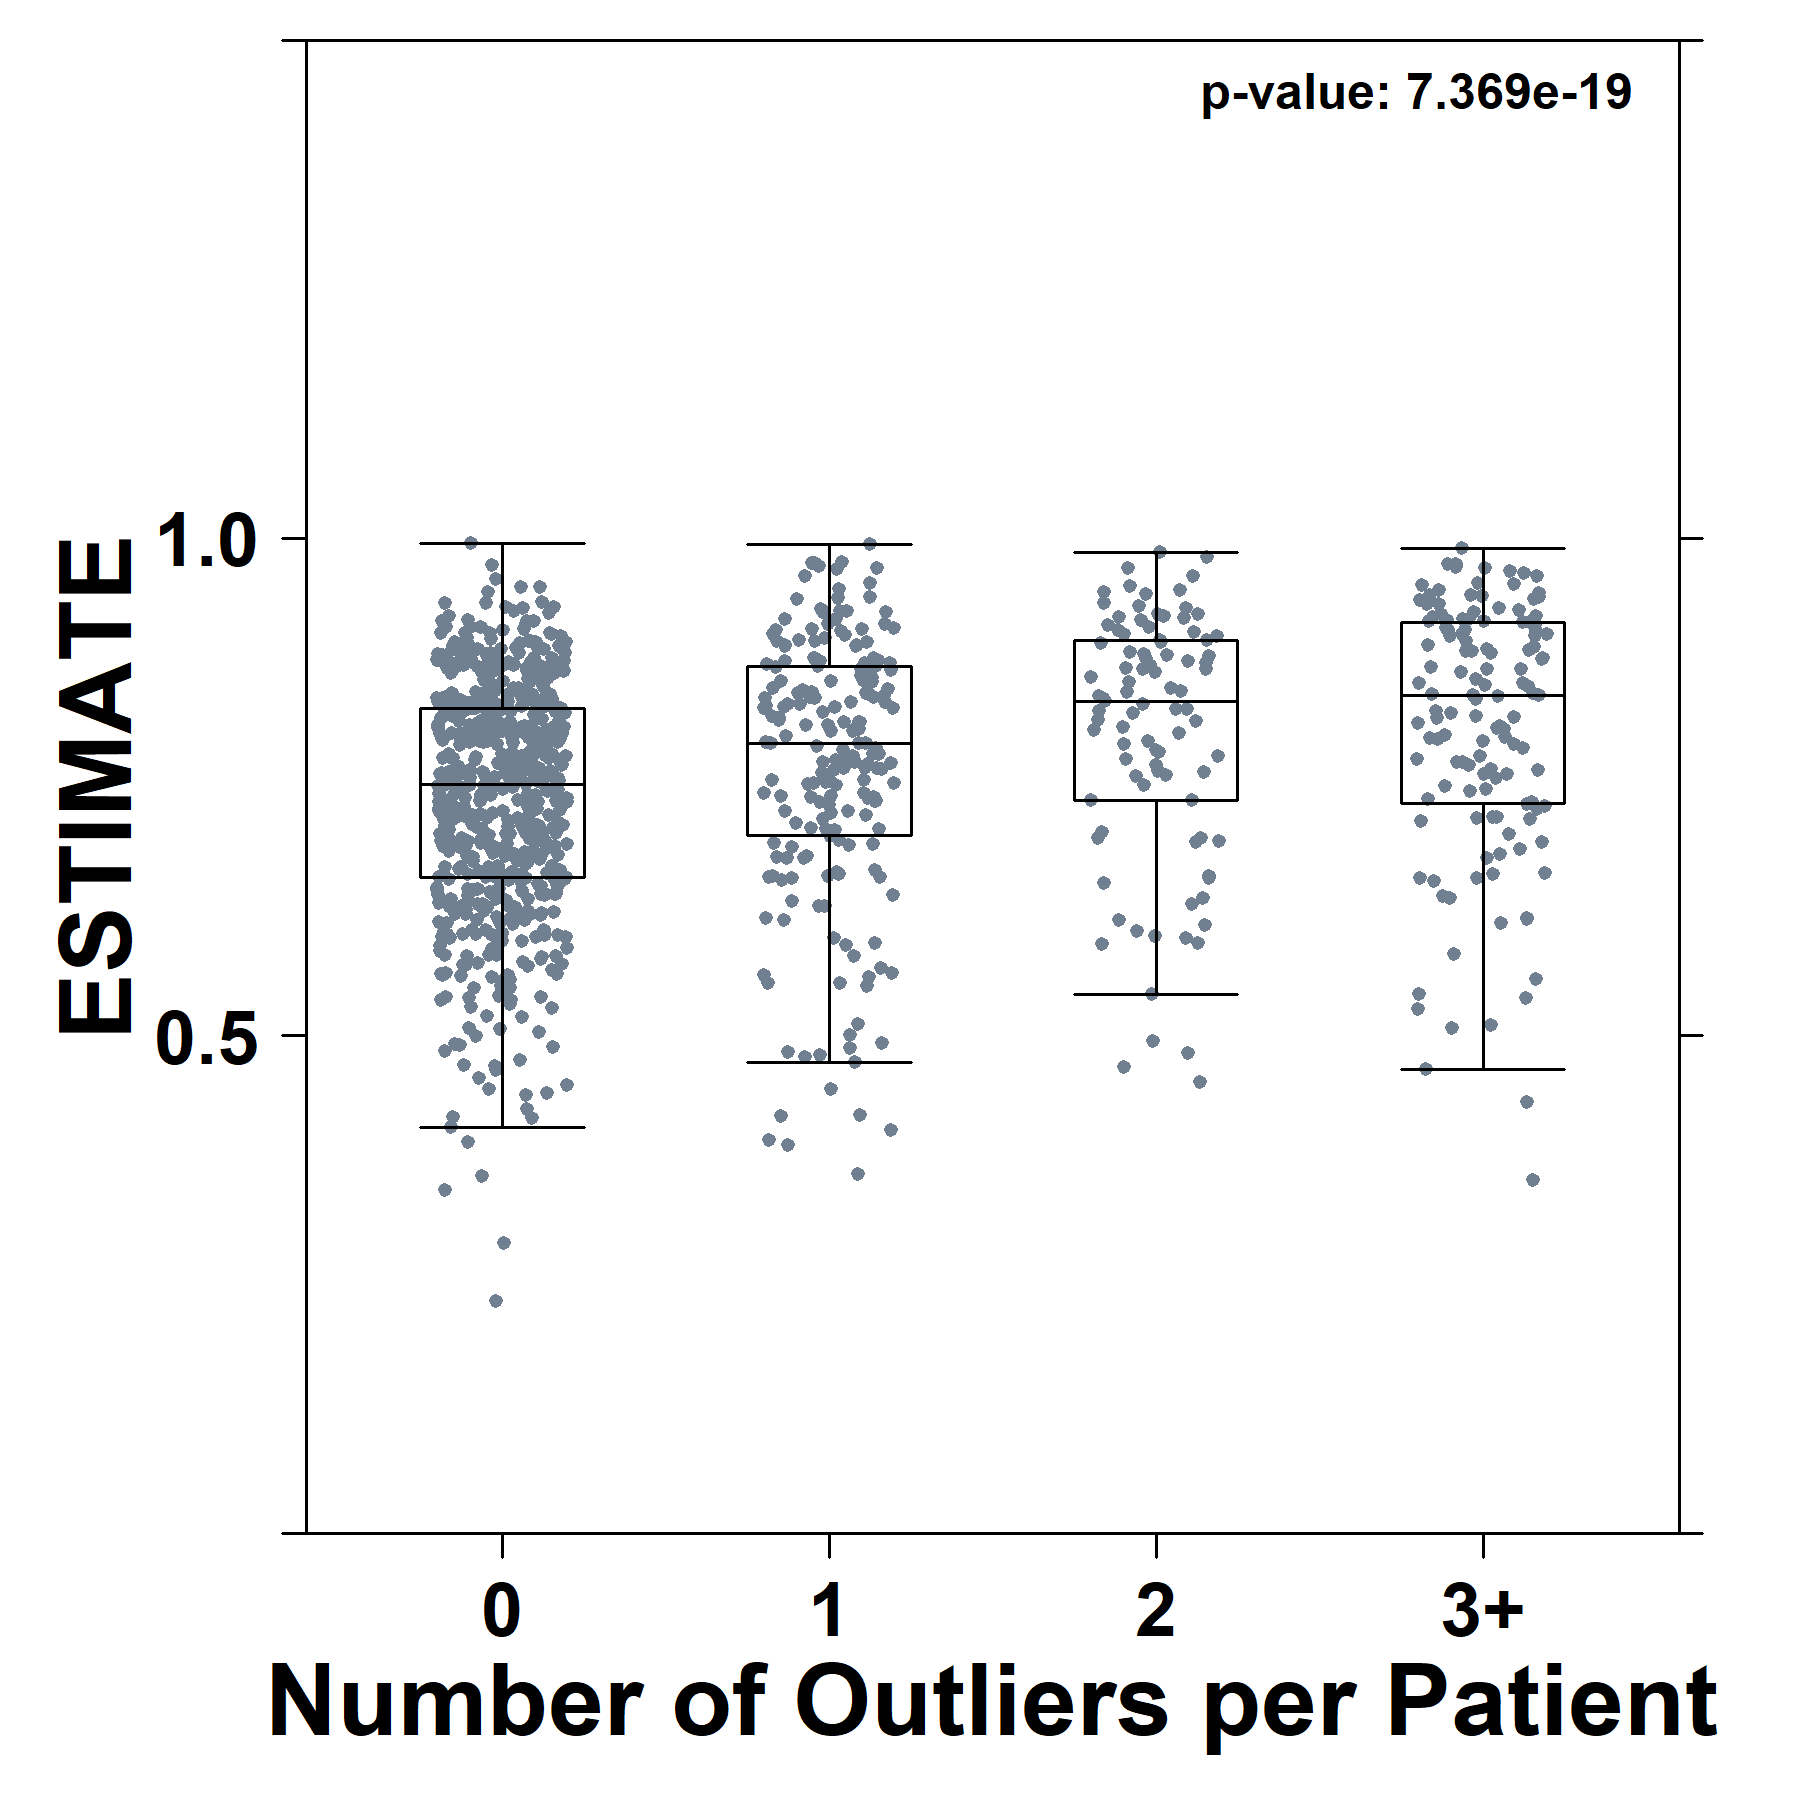 p-value: 7.369e-19
ESTIMATE
1.0
0.5
0 1 2 3+
Number of Outliers per Patient